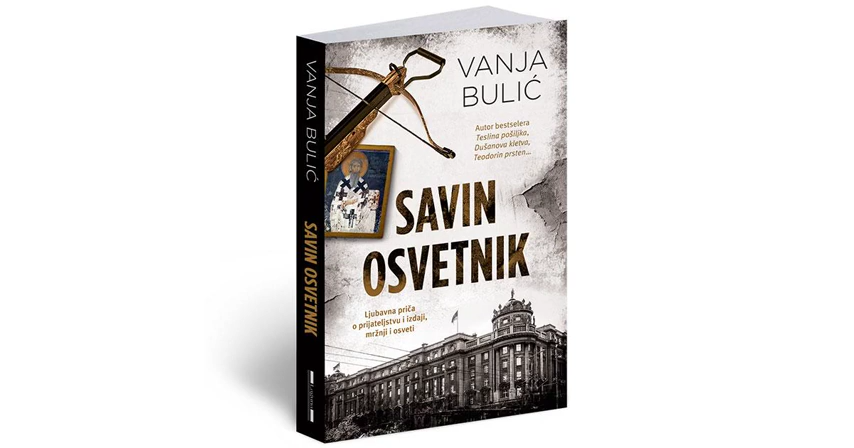 VANJA
BULIĆ
Autor bestselera
Teslina pošiljka,
Dušanova kletva,
Teodorin prsten...
SAVIN
OSVETNIK
Ljubavna priča
o prijateljstvu i izdaji,
mržnji i osveti
VANJA BULIĆ
SAVIN OSVETNIK